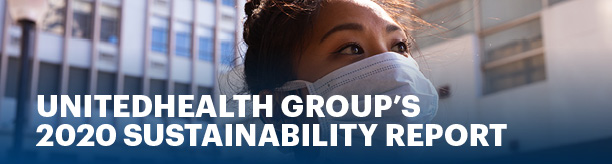 UNITEDHEALTH GROUP’S
2020 SUSTAINABILITY REPORT